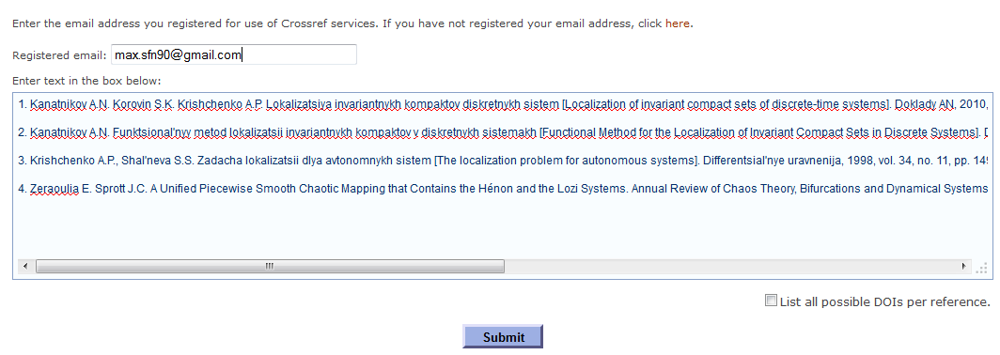 Enter the email address you registered for use of Crossref services. If you have not registered your email address, click here.
Registered email: max.sfn90@gmail.com
Enter text in the box below:
1. Kanatnikov A.N. Korovin S.K. Krishchenko A.P. Lokalizatsiya invariantnykh kompaktov diskretnykh sistem [Localization of invariant compact sets of discrete-time systems]. Doklady AN, 2010,
2. Kanatnikov A.N. Funktsional'nyy metod lokalizatsii invariantnykh kompaktov v diskretnykh sistemakh [Functional Method for the Localization of Invariant Compact Sets in Discrete Systems]. D
3. Krishchenko A.P., Shal'neva S.S. Zadacha lokalizatsii dlya avtonomnykh sistem [The localization problem for autonomous systems]. Differentsial'nye uravnenija, 1998, vol. 34, no. 11, pp. 145
4. Zeraoulia E. Sprott J.C. A Unified Piecewise Smooth Chaotic Mapping that Contains the Hénon and the Lozi Systems. Annual Review of Chaos Theory, Bifurcations and Dynamical Systems
List all possible DOIs per reference.
Submit